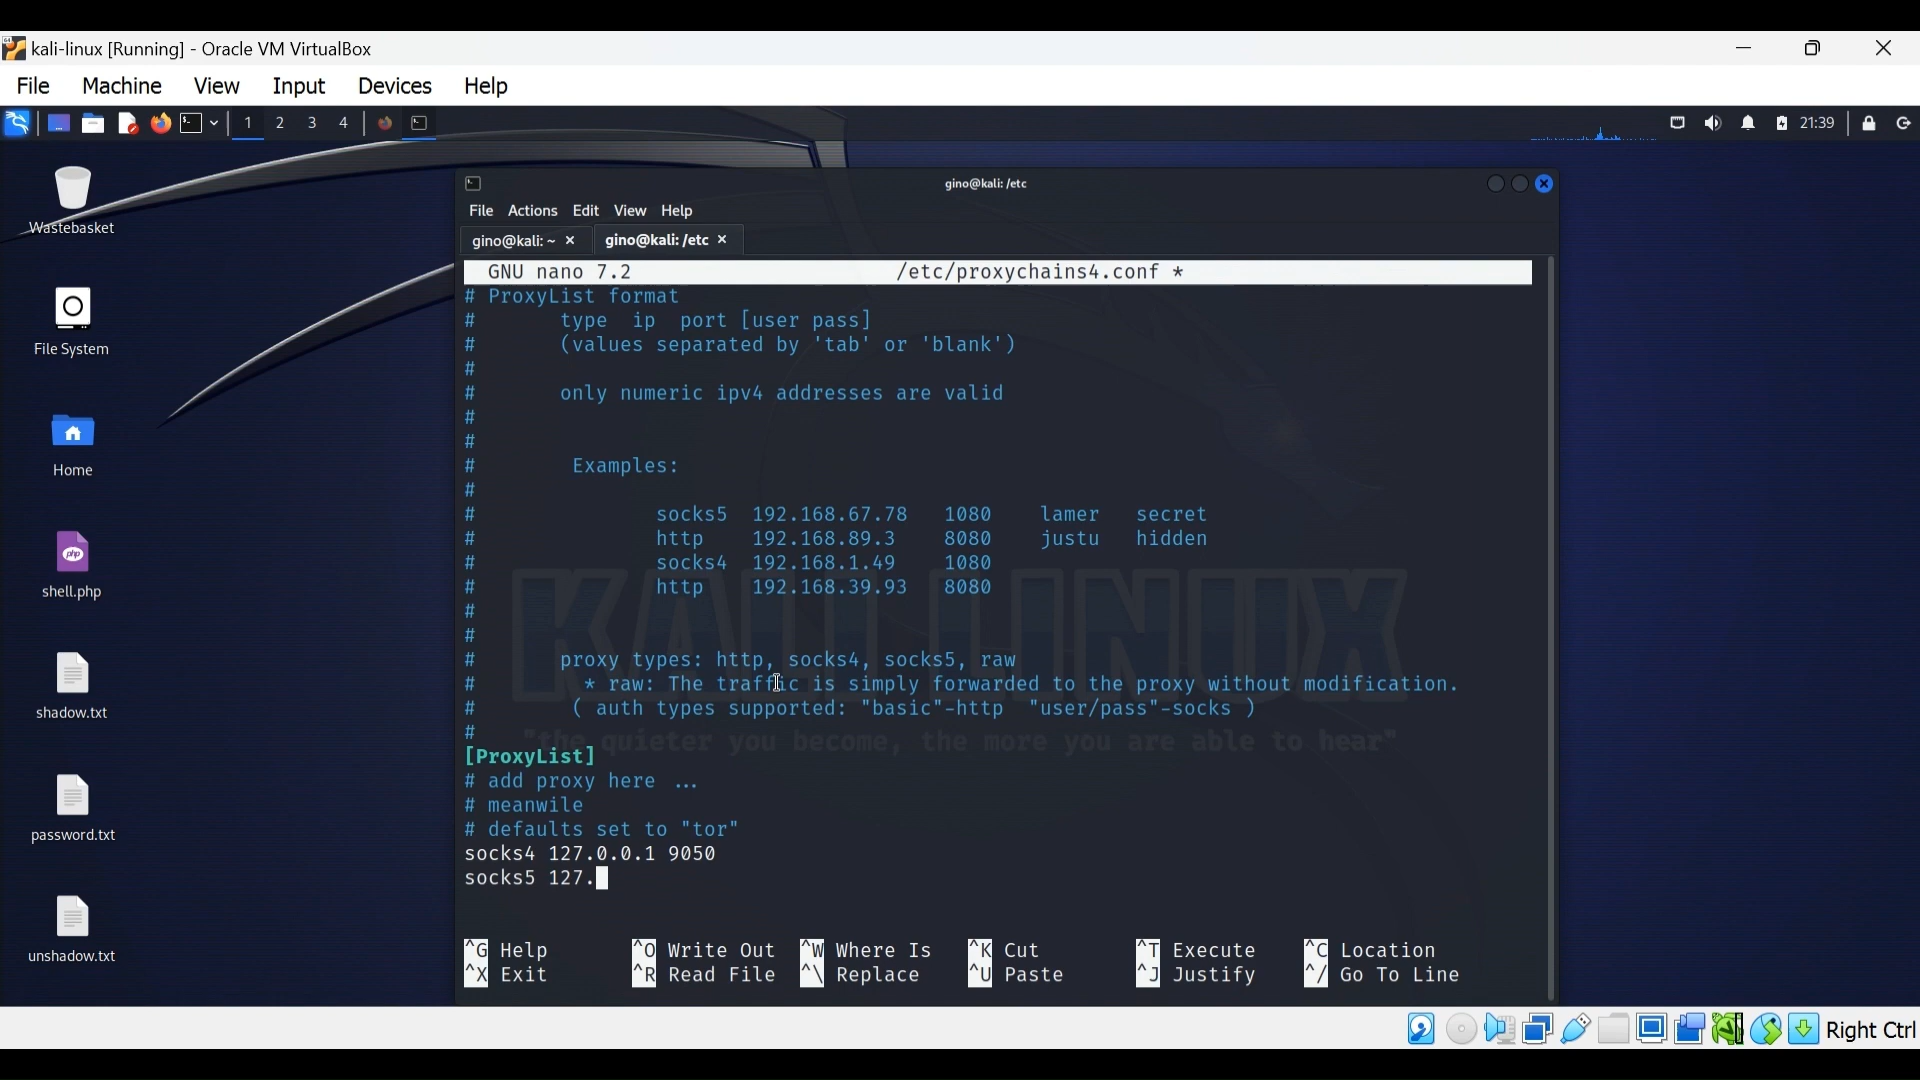 kali-linux [Running] - Oracle VM VirtualBox
File Machine View Input Devices Help
1 2 3 4 21:39
Wastebasket
File System
Home
php
shell.php
shadow.txt
password.txt
unshadow.txt
gino@kali: /etc
File Actions Edit View Help
gino@kali: ~ × gino@kali: /etc ×
GNU nano 7.2 /etc/proxychains4.conf *
# ProxyList format
# type ip port [user pass]
# (values separated by 'tab' or 'blank')
#
# only numeric ipv4 addresses are valid
#
#
# Examples:
#
# socks5 192.168.67.78 1080 lamer secret
# http 192.168.89.3 8080 justu hidden
# socks4 192.168.1.49 1080
# http 192.168.39.93 8080
#
#
# proxy types: http, socks4, socks5, raw
# * raw: The traffic is simply forwarded to the proxy without modification.
# ( auth types supported: "basic"-http "user/pass"-socks )
#
[ProxyList]
# add proxy here ...
# meanwile
# defaults set to "tor"
socks4 127.0.0.1 9050
socks5 127.
KALI LINUX
"the quieter you become, the more you are able to hear"
^G Help ^O Write Out ^W Where Is ^K Cut ^T Execute ^C Location
^X Exit ^R Read File ^\ Replace ^U Paste ^J Justify ^/ Go To Line
Right Ctrl